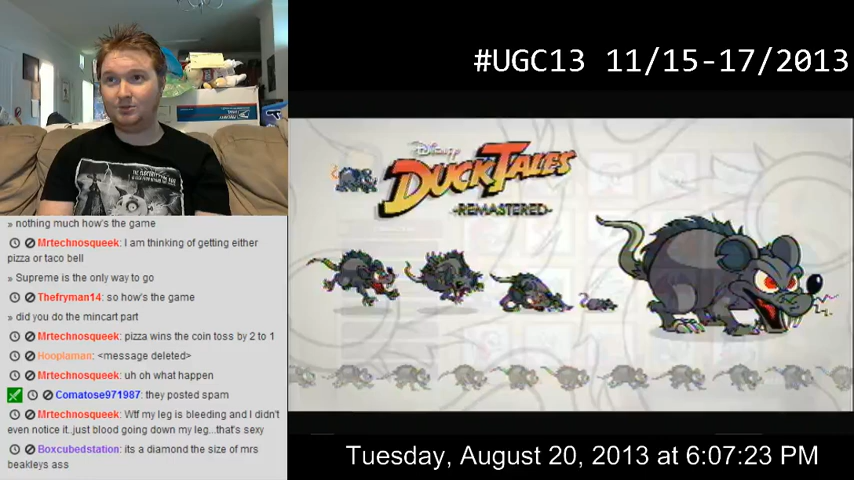 #UGC13 11/15-17/2013
Disney
DUCKTALES
-REMASTERED-
» nothing much how's the game
Mrtechnosqueek: I am thinking of getting either
pizza or taco bell
» Supreme is the only way to go
Thefryman14: so how's the game
» did you do the mincart part
Mrtechnosqueek: pizza wins the coin toss by 2 to 1
Hooplaman: <message deleted>
Mrtechnosqueek: uh oh what happen
Comatose971987: they posted spam
Mrtechnosqueek: Wtf my leg is bleeding and I didn't
even notice it..just blood going down my leg...that's sexy
Boxcubedstation: its a diamond the size of mrs
beakleys ass
Tuesday, August 20, 2013 at 6:07:23 PM